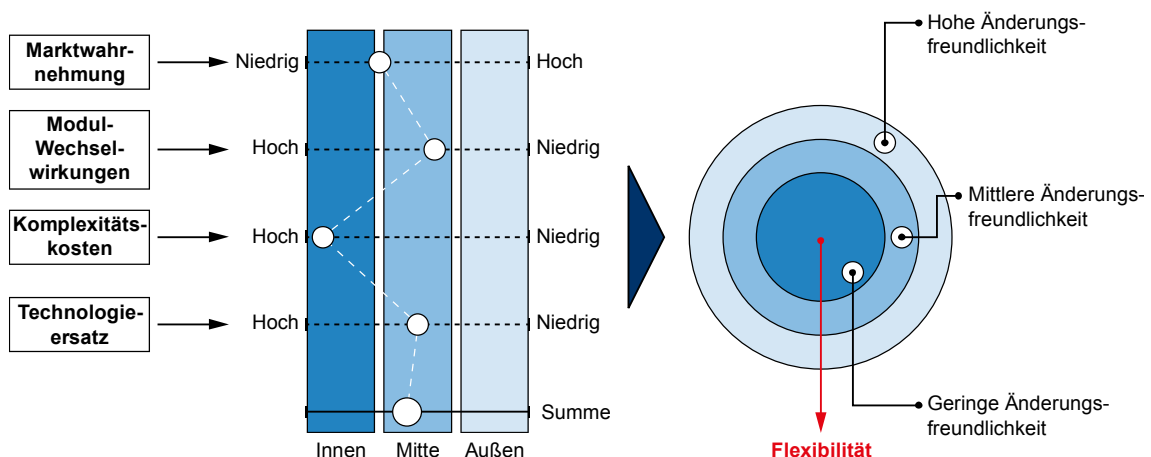 Marktwahr-
nehmung
Niedrig
Hoch
Modul-
Wechsel-
wirkungen
Hoch
Niedrig
Komplexitäts-
kosten
Hoch
Niedrig
Technologie-
ersatz
Hoch
Niedrig
Summe
Innen
Mitte
Außen
Hohe Änderungs-
freundlichkeit
Mittlere Änderungs-
freundlichkeit
Geringe Änderungs-
freundlichkeit
Flexibilität